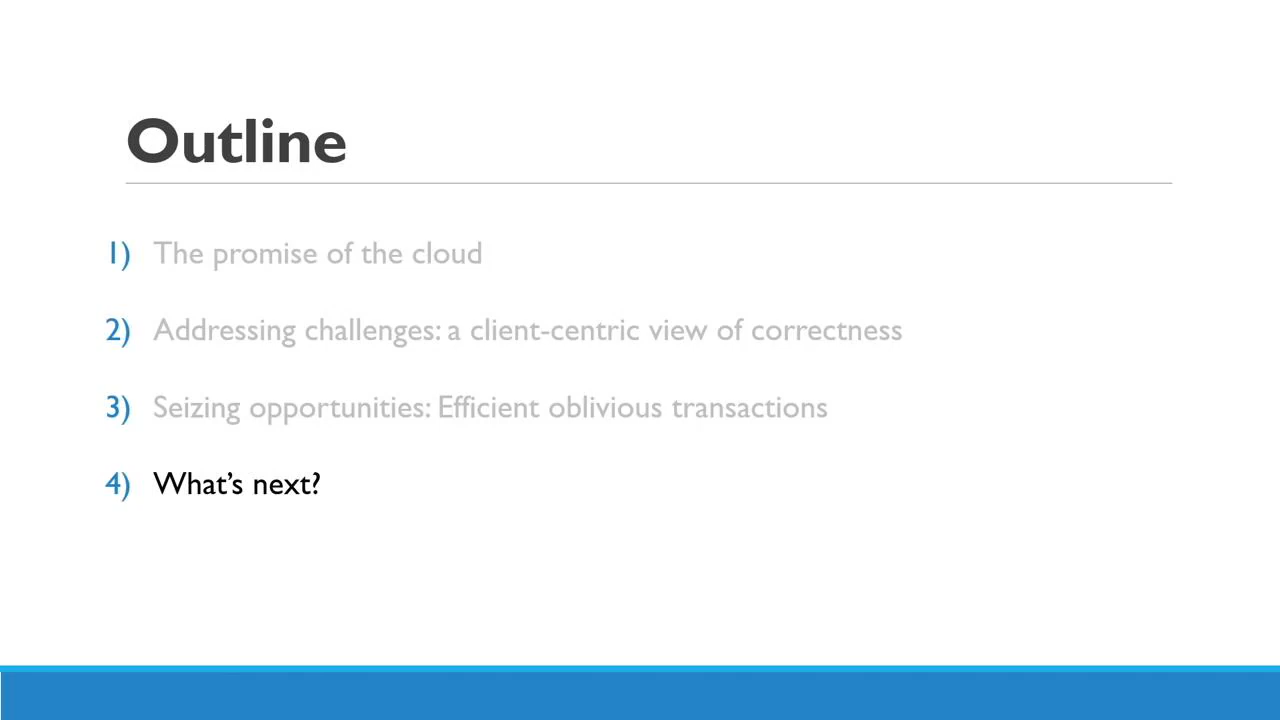 Outline
1) The promise of the cloud
2) Addressing challenges: a client-centric view of correctness
3) Seizing opportunities: Efficient oblivious transactions
4) What’s next?